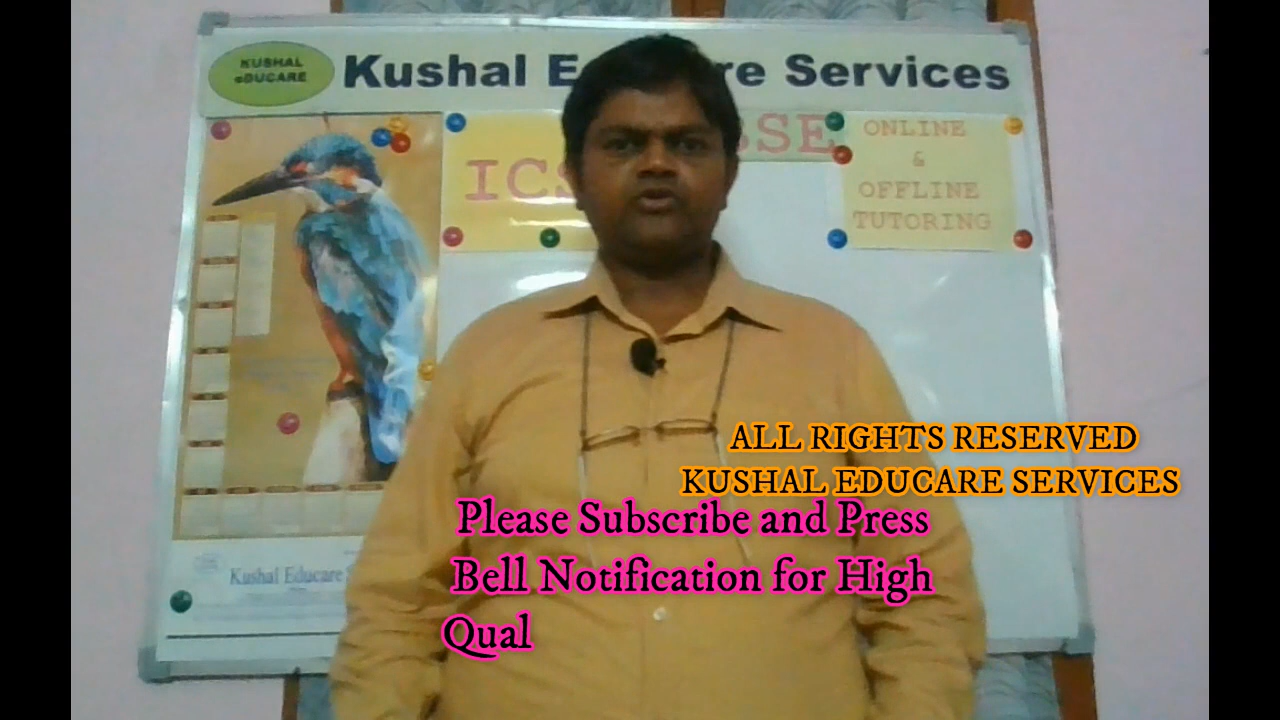 KUSHAL
eDUCARE
Kushal E re Services
ICS
SSE
ONLINE
&
OFFLINE
TUTORING
ALL RIGHTS RESERVED
KUSHAL EDUCARE SERVICES
Please Subscribe and Press
Bell Notification for High
Qual
Kushal Educare